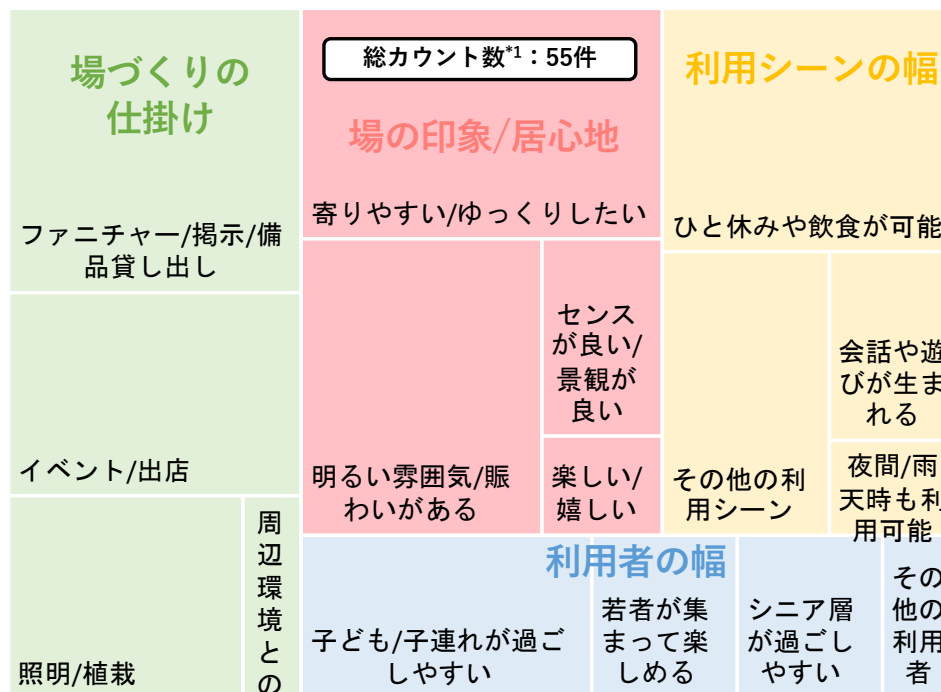 場づくりの
仕掛け
ファニチャー/掲示/備
品貸し出し
イベント/出店
照明/植栽
周
辺
環
境
と
の
総カウント数*1：55件
場の印象/居心地
寄りやすい/ゆっくりしたい
明るい雰囲気/賑
わいがある
センス
が良い/
景観が
良い
楽しい/
嬉しい
利用シーンの幅
ひと休みや飲食が可能
その他の利
用シーン
会話や遊
びが生ま
れる
夜間/雨
天時も利
用可能
利用者の幅
子ども/子連れが過ご
しやすい
若者が集
まって楽
しめる
シニア層
が過ごし
やすい
その
他の
利用
者